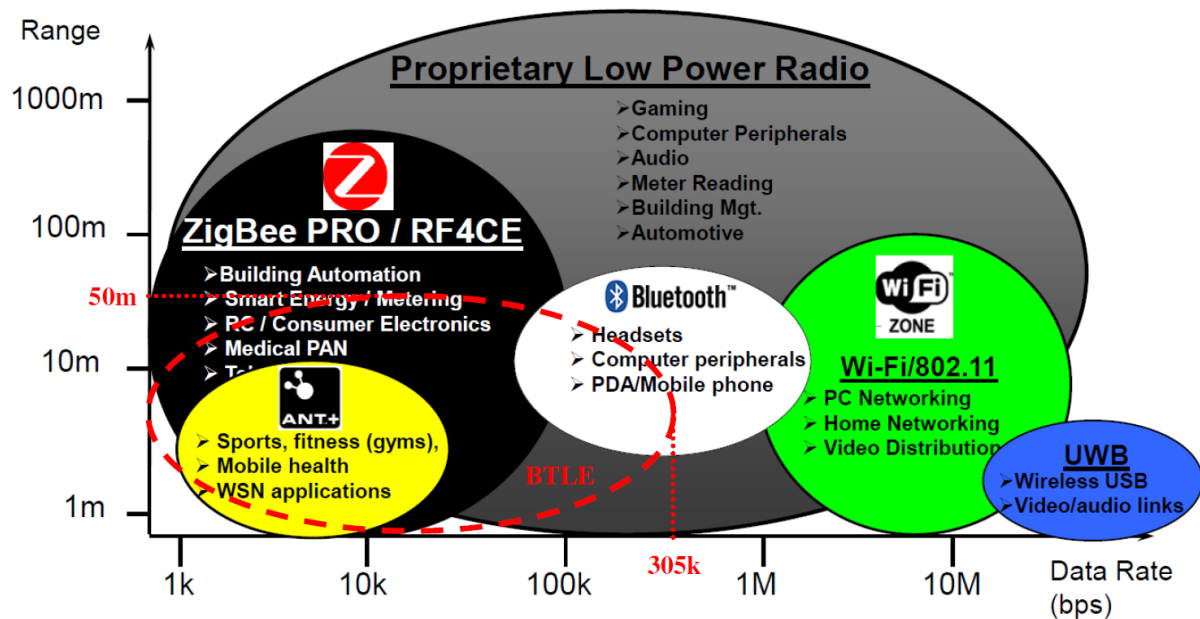 Range
Proprietary Low Power Radio
1000m
➢Gaming
➢Computer Peripherals
➢Audio
➢Meter Reading
➢Building Mgt.
➢Automotive
Z
100m
ZigBee PRO / RF4CE
➢Building Automation
➢Smart Energy / Metering
➢RC / Consumer Electronics
➢Medical PAN
50m
Bluetooth™
➢ Headsets
➢ Computer peripherals
➢ PDA/Mobile phone
Wi Fi ™
ZONE
10m
Wi-Fi/802.11
➢ PC Networking
➢ Home Networking
➢ Video Distribution
ANT.+
➢ Sports, fitness (gyms),
➢ Mobile health
➢ WSN applications
BTLE
UWB
➢Wireless USB
➢Video/audio links
1m
305k
1k
10k
100k
1M
10M
Data Rate
(bps)